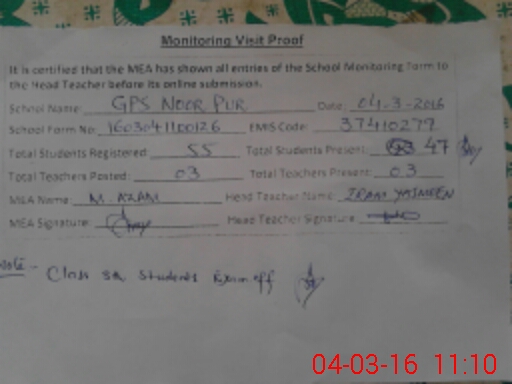 Monitoring Visit Proof
It is certified that the MEA has shown all entries of the School Monitoring Form to
the Head Teacher before its online submission.
School Name: GPS NOOR PUR Date: 04-3-2016
School Form No: 1603041100126 EMIS Code: 37410277
Total Students Registered: 55 Total Students Present: 47
Total Teachers Posted: 03 Total Teachers Present: 03
MEA Name: M. AZAM Head Teacher Name: IRAM YASMEEN
MEA Signature: Head Teacher Signature
Note - Class 5th Students Exam off
04-03-16 11:10